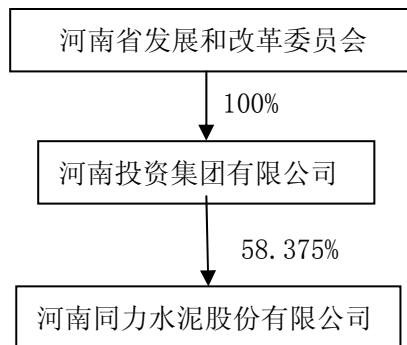 河南省发展和改革委员会
100%
河南投资集团有限公司
58.375%
河南同力水泥股份有限公司